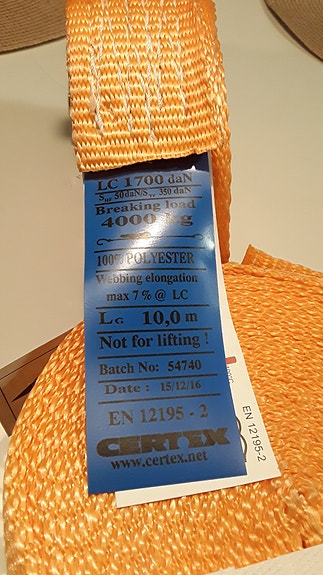 LC 1700 daN
S HF 50daN/S TF 350 daN
Breaking load
4000 kg
100% POLYESTER
Webbing elongation
max 7% @ LC
LG 10,0 m
Not for lifting !
Batch No: 54740
Date : 15/12/16
EN 12195 - 2
CERTEX
www.certex.net
EN 12195-2